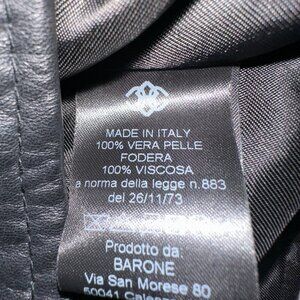 MADE IN ITALY
100% VERA PELLE
FODERA
100% VISCOSA
a norma della legge n.883
del 26/11/73
Prodotto da:
BARONE
Via San Morese 80
50041